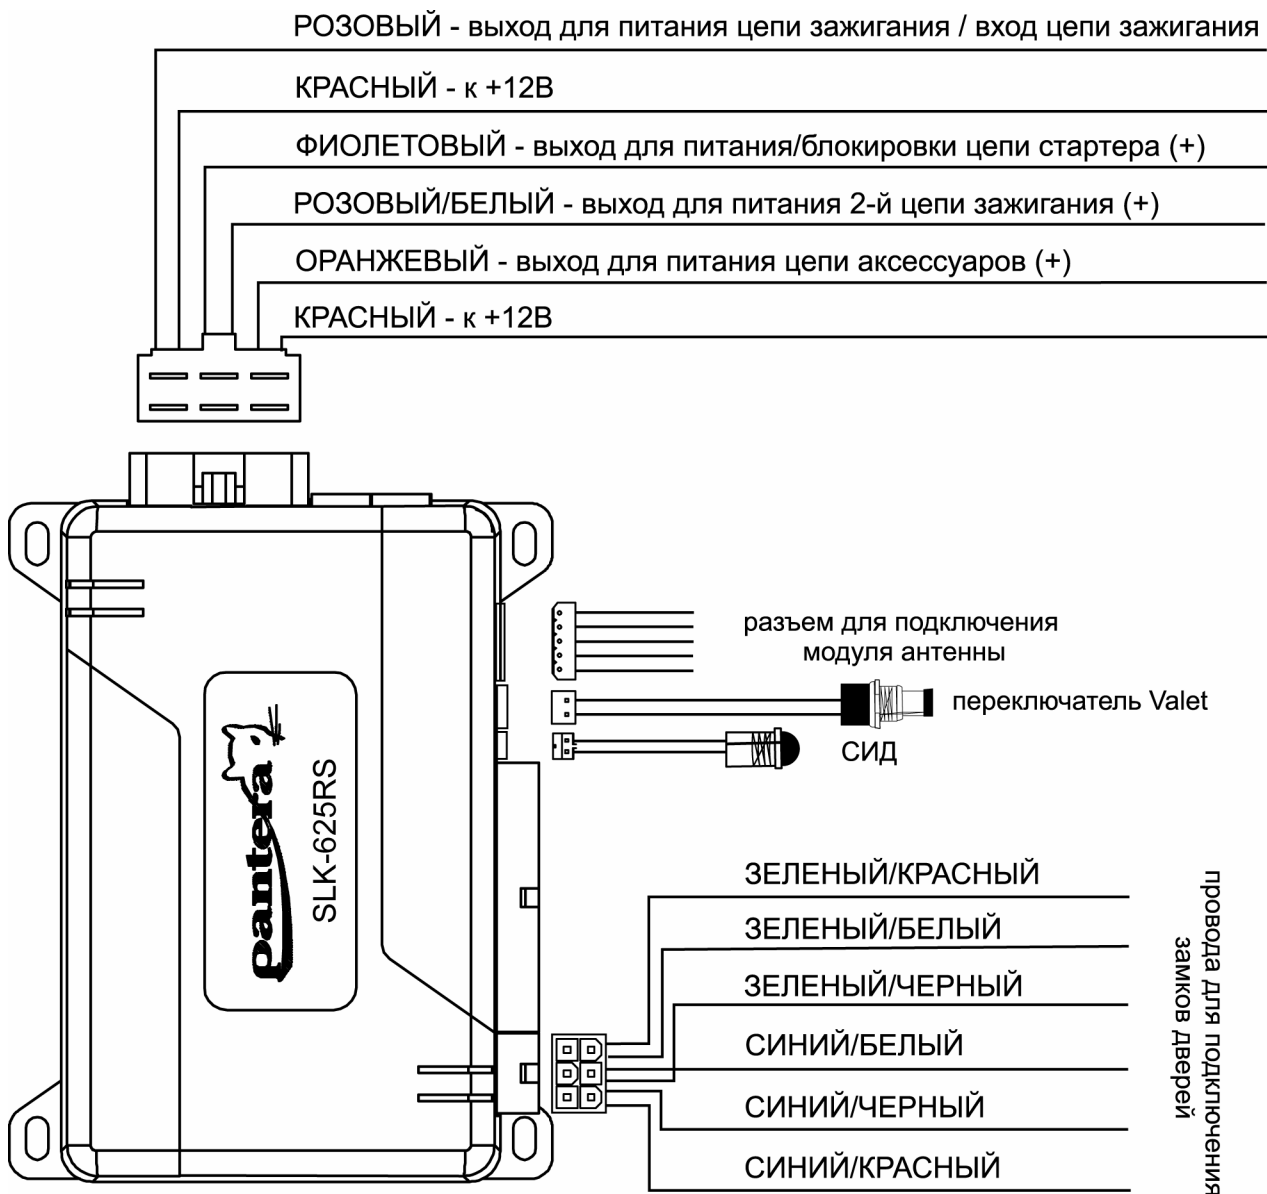 РОЗОВЫЙ - выход для питания цепи зажигания / вход цепи зажигания
КРАСНЫЙ - к +12В
ФИОЛЕТОВЫЙ - выход для питания/блокировки цепи стартера (+)
РОЗОВЫЙ/БЕЛЫЙ - выход для питания 2-й цепи зажигания (+)
ОРАНЖЕВЫЙ - выход для питания цепи аксессуаров (+)
КРАСНЫЙ - к +12В
разъем для подключения
модуля антенны
переключатель Valet
СИД
pantera
SLK-625RS
ЗЕЛЕНЫЙ/КРАСНЫЙ
ЗЕЛЕНЫЙ/БЕЛЫЙ
ЗЕЛЕНЫЙ/ЧЕРНЫЙ
СИНИЙ/БЕЛЫЙ
СИНИЙ/ЧЕРНЫЙ
СИНИЙ/КРАСНЫЙ
провода для подключения
замков дверей